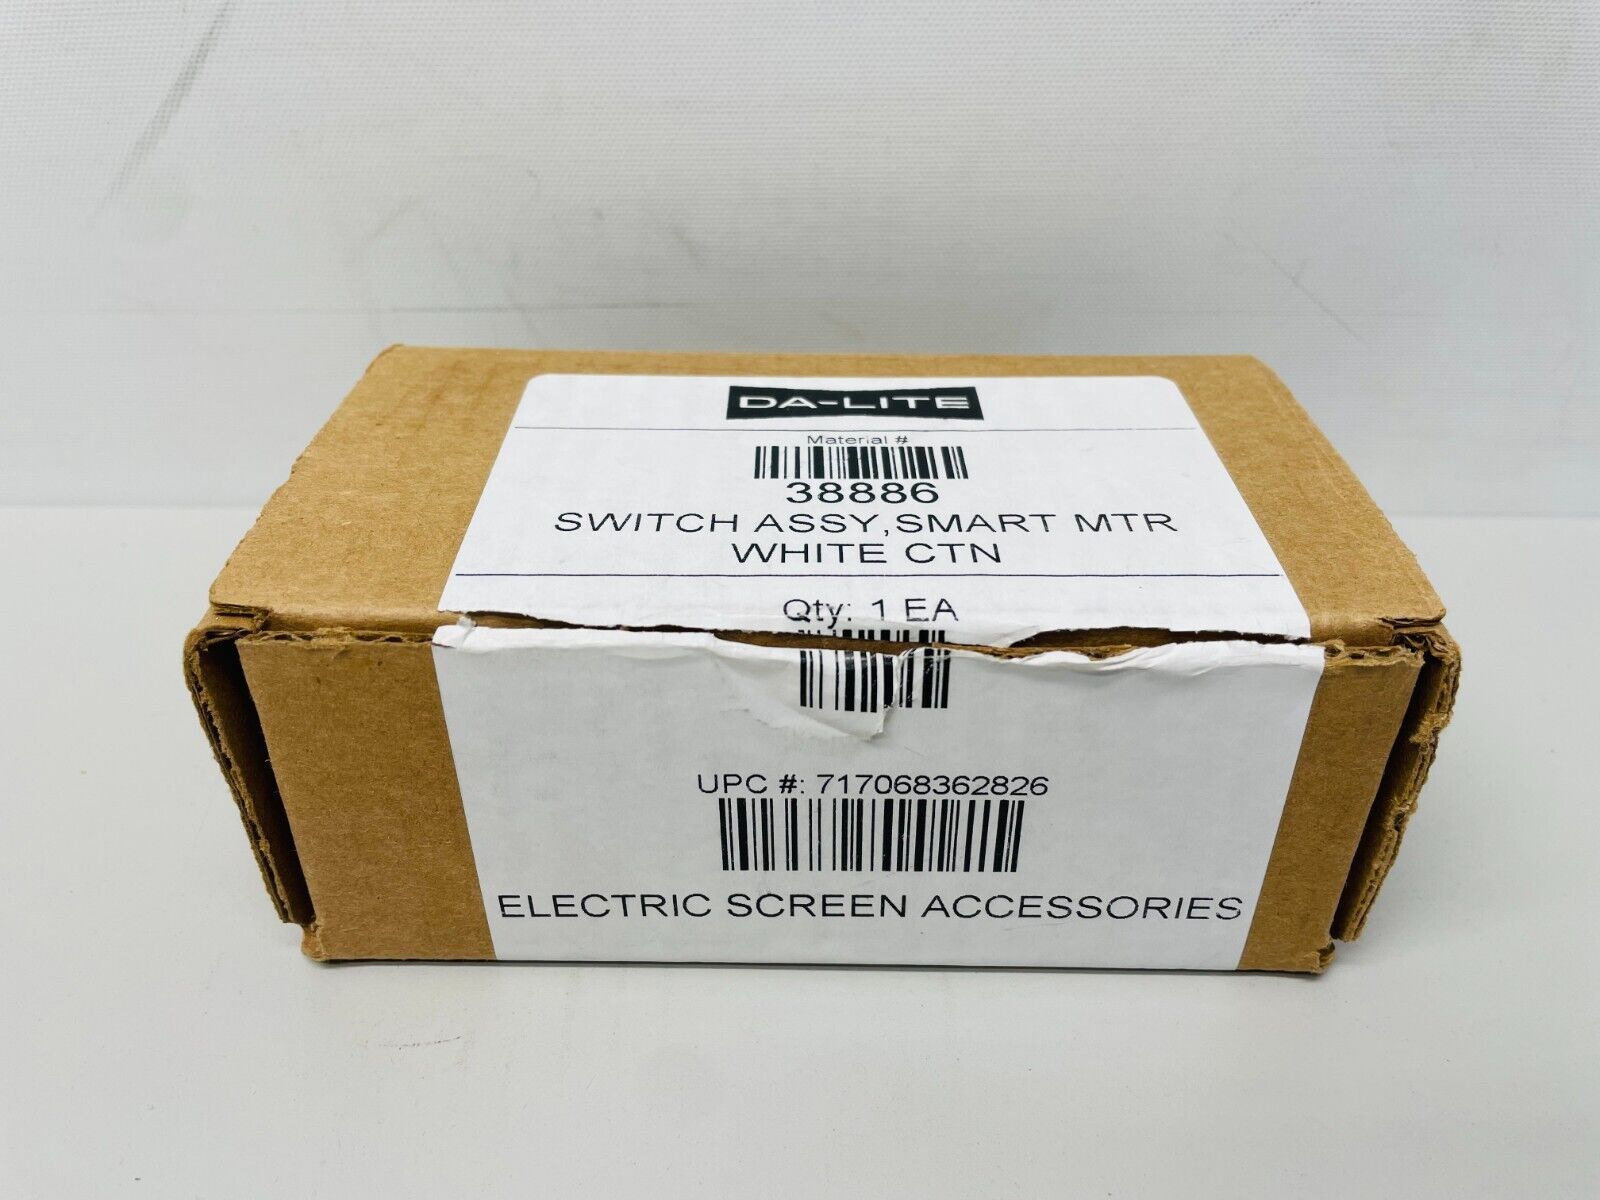 DA-LITE
Material #
38886
SWITCH ASSY,SMART MTR
WHITE CTN
Qty: 1 EA
UPC #: 717068362826
ELECTRIC SCREEN ACCESSORIES